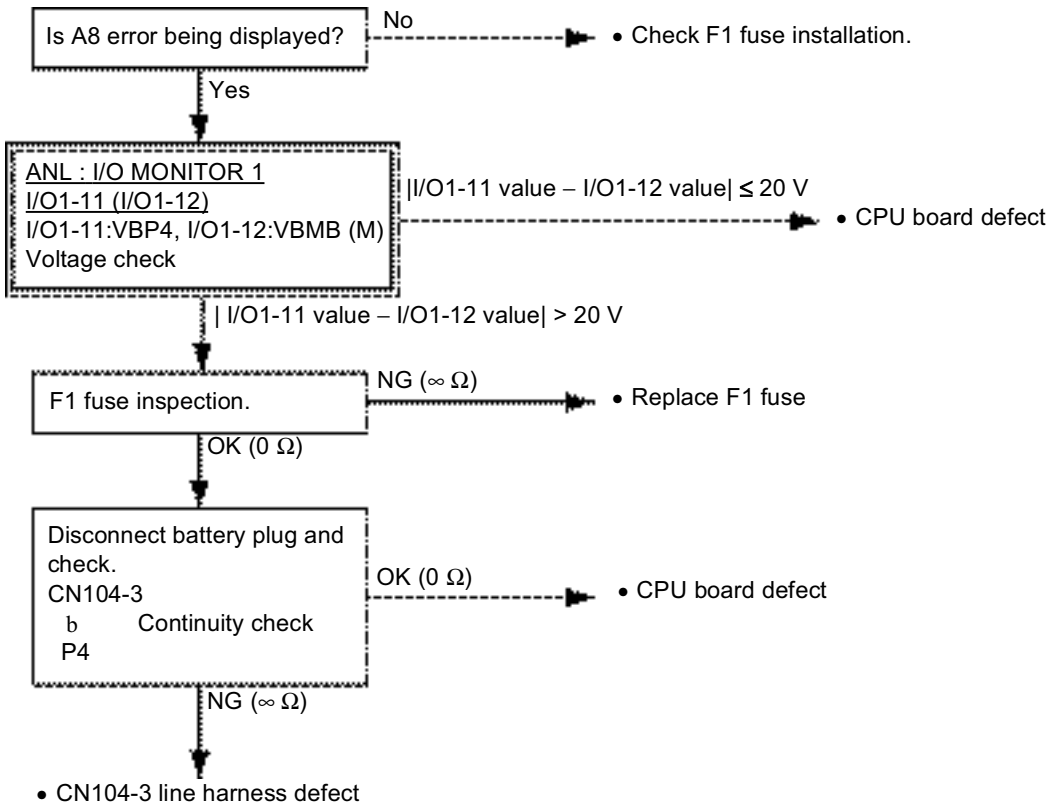 Is A8 error being displayed?
No
• Check F1 fuse installation.
Yes
ANL : I/O MONITOR 1
I/O1-11 (I/O1-12)
I/O1-11:VBP4, I/O1-12:VBMB (M)
Voltage check
|I/O1-11 value – I/O1-12 value| ≤ 20 V
• CPU board defect
| I/O1-11 value – I/O1-12 value| > 20 V
F1 fuse inspection.
NG (∞ Ω)
• Replace F1 fuse
OK (0 Ω)
Disconnect battery plug and
check.
CN104-3
b Continuity check
P4
OK (0 Ω)
• CPU board defect
NG (∞ Ω)
• CN104-3 line harness defect